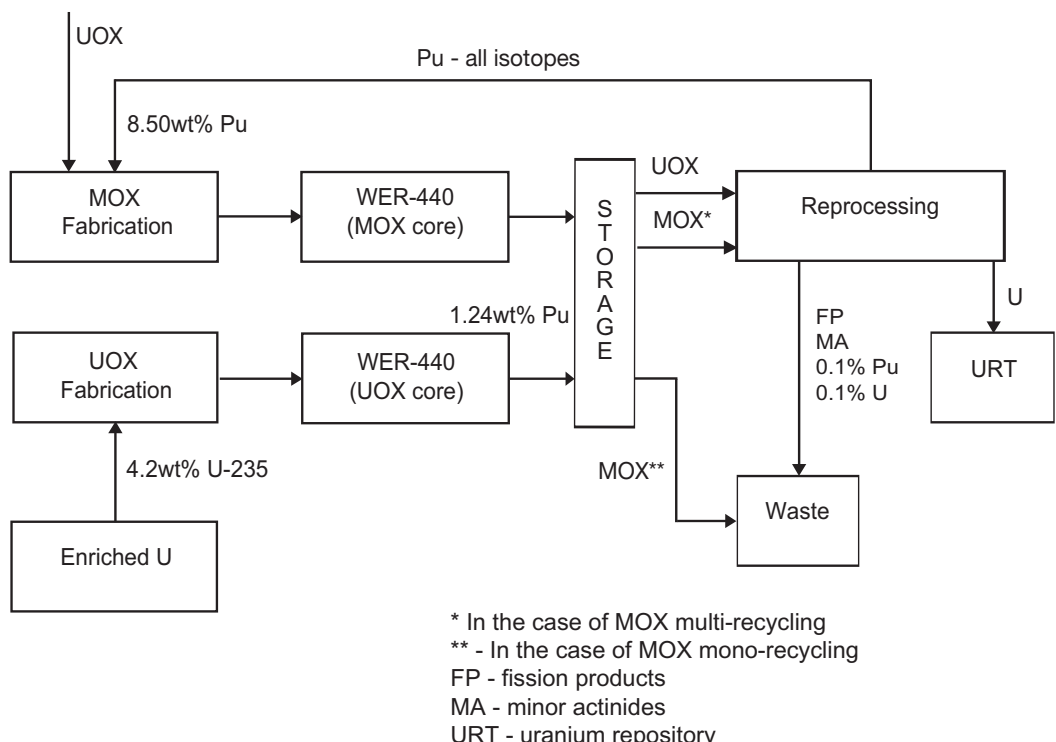 UOX
Pu - all isotopes
8.50wt% Pu
MOX
Fabrication
WER-440
(MOX core)
STORAGE
UOX
MOX*
Reprocessing
1.24wt% Pu
UOX
Fabrication
WER-440
(UOX core)
FP
MA
0.1% Pu
0.1% U
U
URT
4.2wt% U-235
MOX**
Waste
Enriched U
* In the case of MOX multi-recycling
** - In the case of MOX mono-recycling
FP - fission products
MA - minor actinides
URT - uranium repository